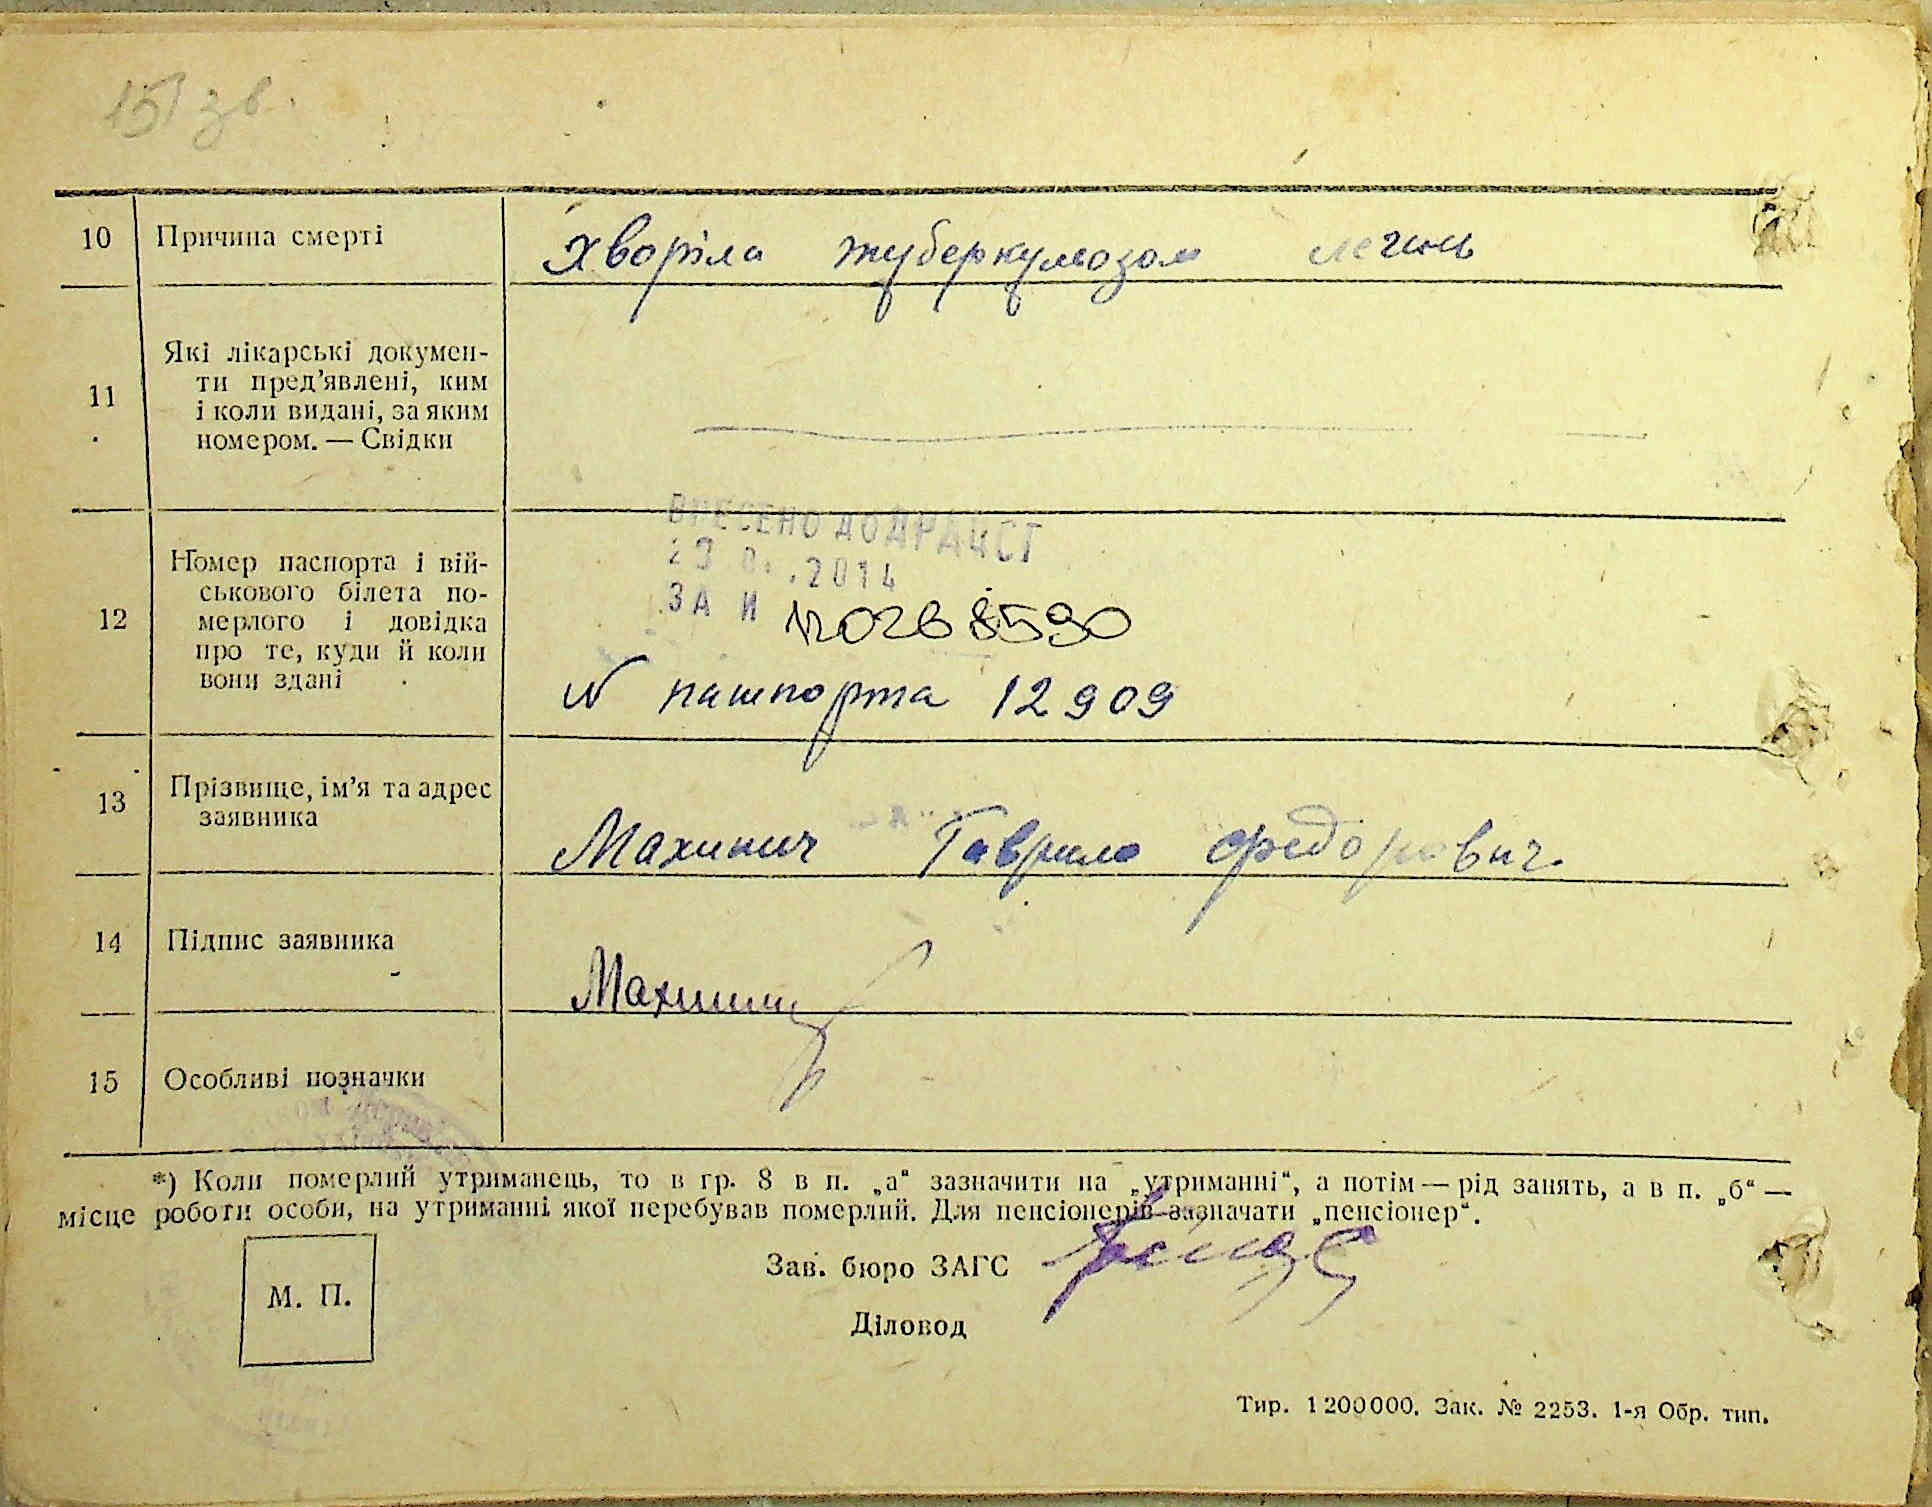 151 зв.
10 Причина смерті хворіла туберкульозом легень
11 Які лікарські докумен-
ти пред’явлені, ким
і коли видані, за яким
номером. — Свідки
ВНЕСЕНО ДО ДРАЦСТ
2014
12 Номер паспорта і вій-
ськового білета по-
мерлого і довідка
про те, куди й коли
вони здані
ЗА №
0268590
N пашпорта 12909
13 Прізвище, ім’я та адрес
заявника
Махинич Гаврило Федорович
14 Підпис заявника
Махинич
15 Особливі позначки
*) Коли померлий утриманець, то в гр. 8 в п. „а“ зазначити на „утриманні“, а потім — рід занять, а в п. „б“ —
місце роботи особи, на утриманні якої перебував померлий. Для пенсіонерів зазначати „пенсіонер“.
М. П.
Зав. бюро ЗАГС
Діловод
Тир. 1200000. Зак. № 2253. 1-я Обр. тип.